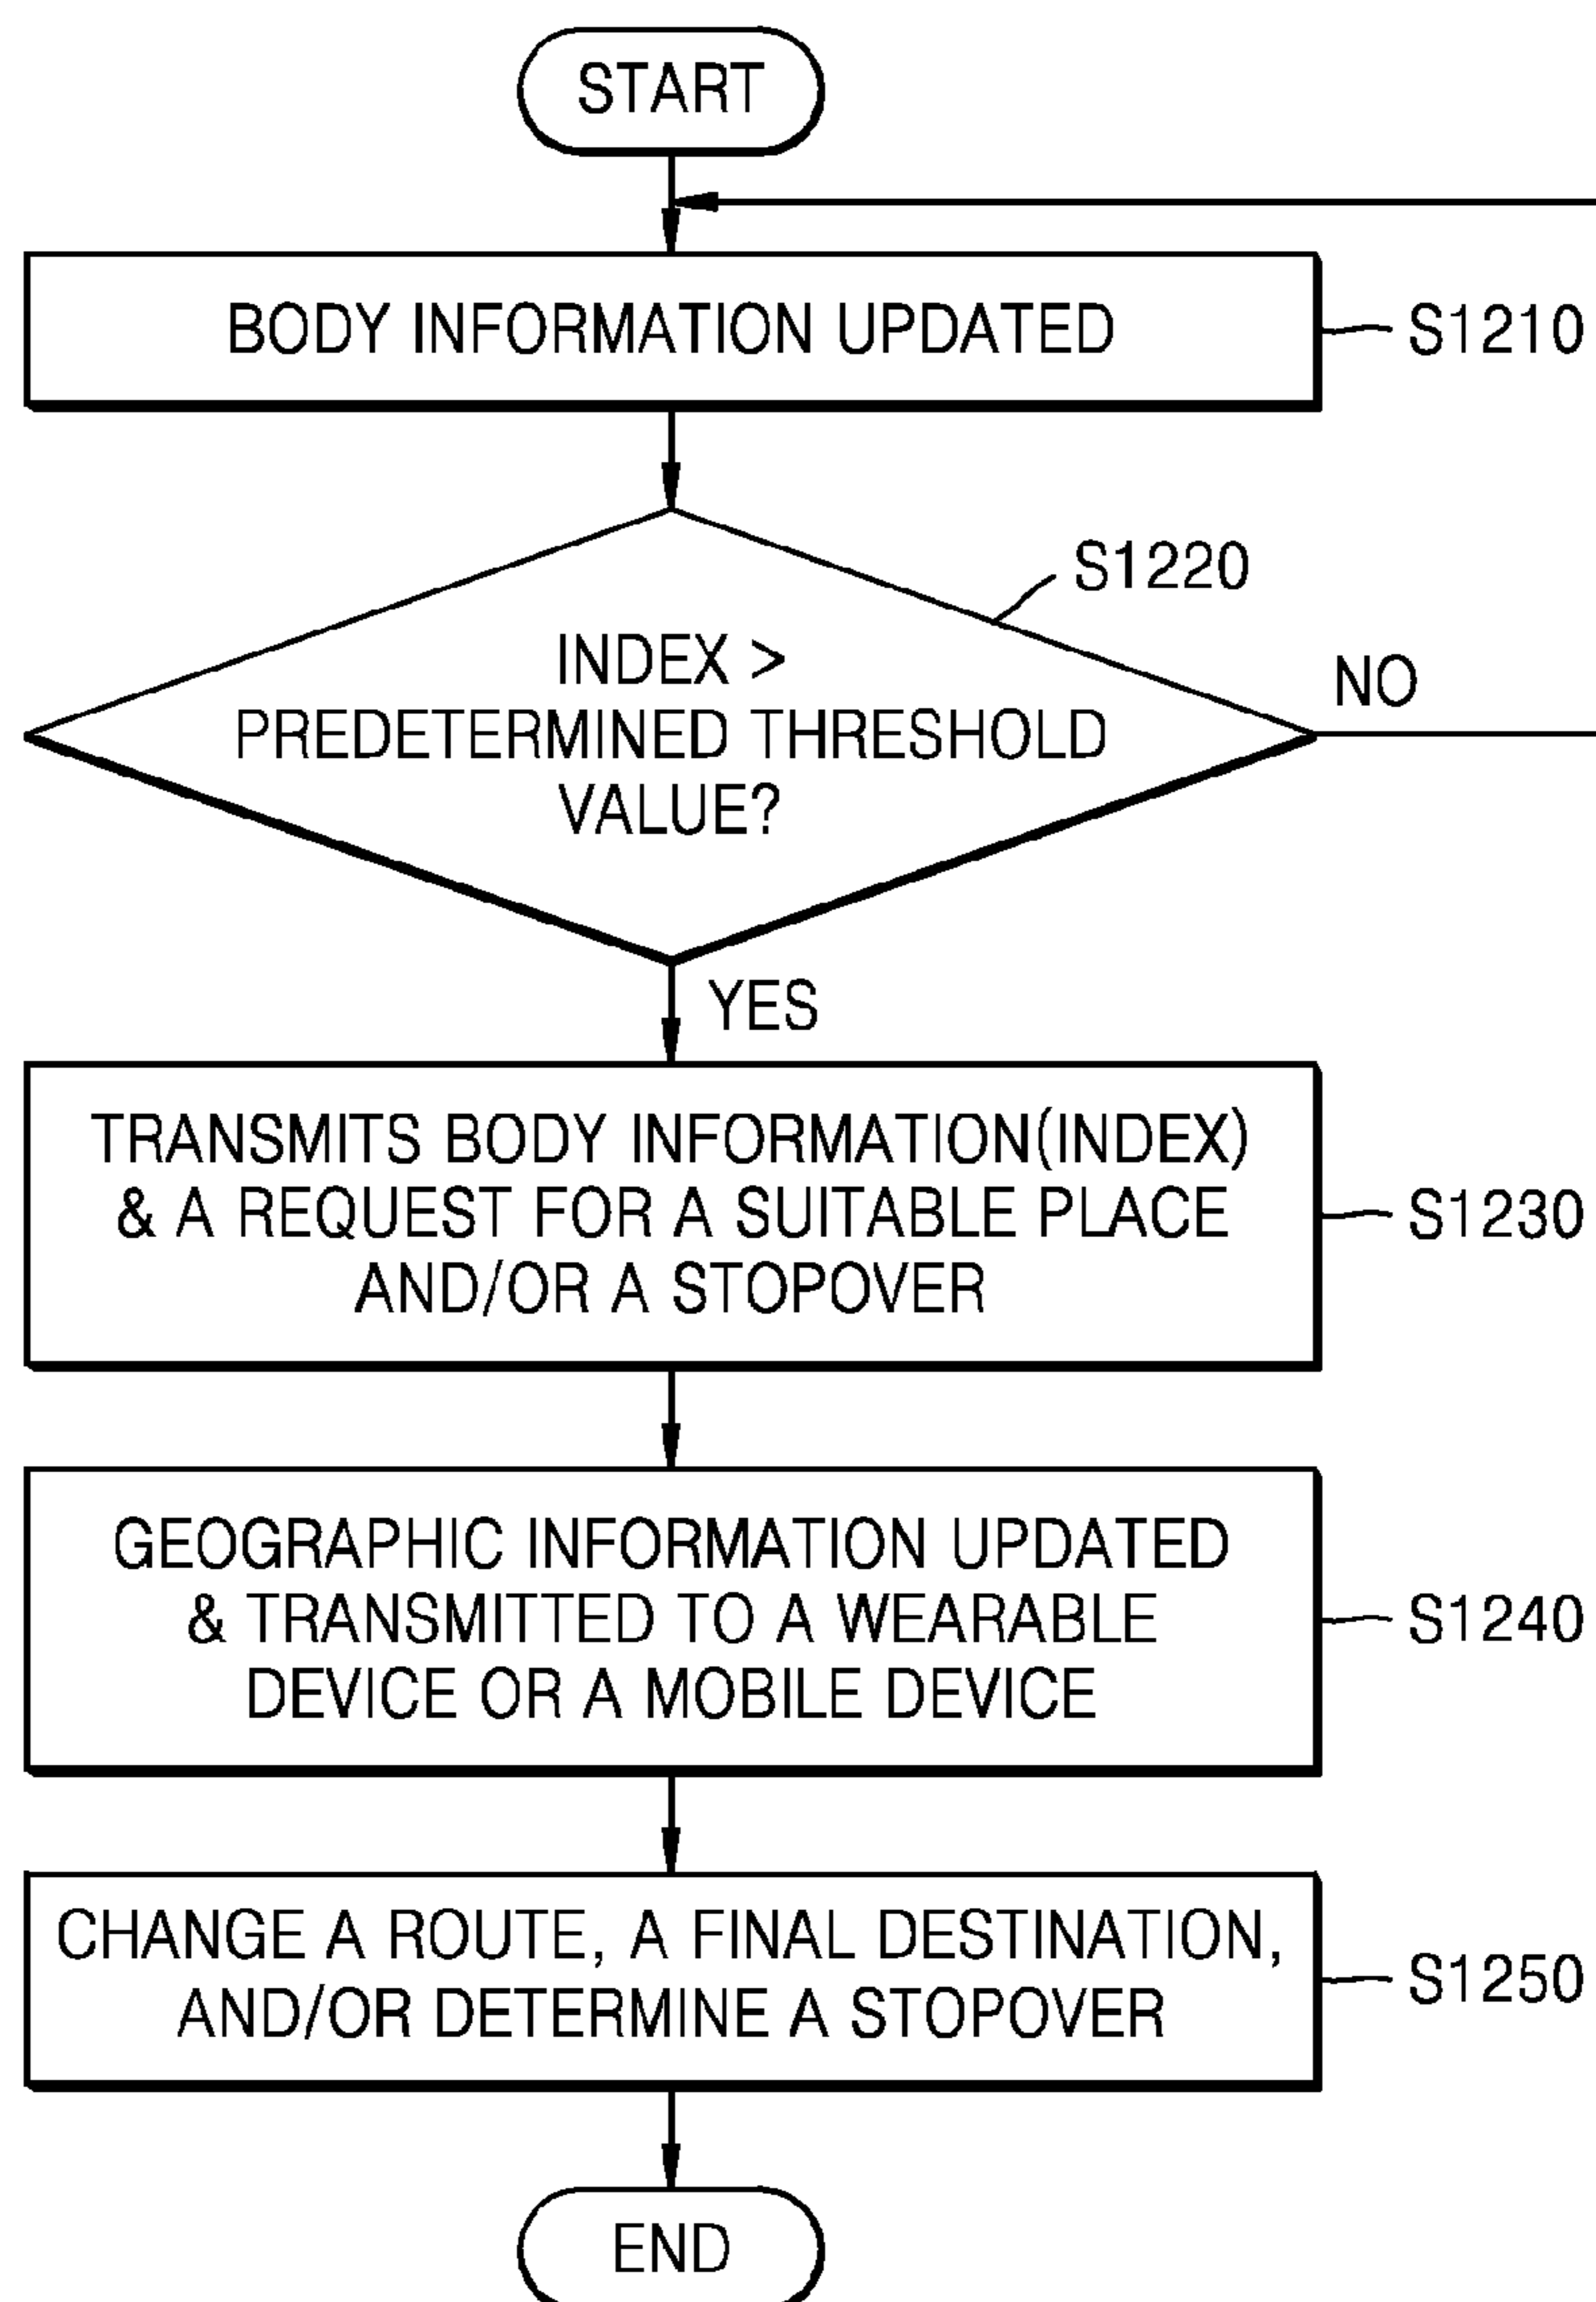 START
BODY INFORMATION UPDATED
S1210
S1220
INDEX >
PREDETERMINED THRESHOLD
VALUE?
NO
YES
TRANSMITS BODY INFORMATION(INDEX)
& A REQUEST FOR A SUITABLE PLACE
AND/OR A STOPOVER
S1230
GEOGRAPHIC INFORMATION UPDATED
& TRANSMITTED TO A WEARABLE
DEVICE OR A MOBILE DEVICE
S1240
CHANGE A ROUTE, A FINAL DESTINATION,
AND/OR DETERMINE A STOPOVER
S1250
END